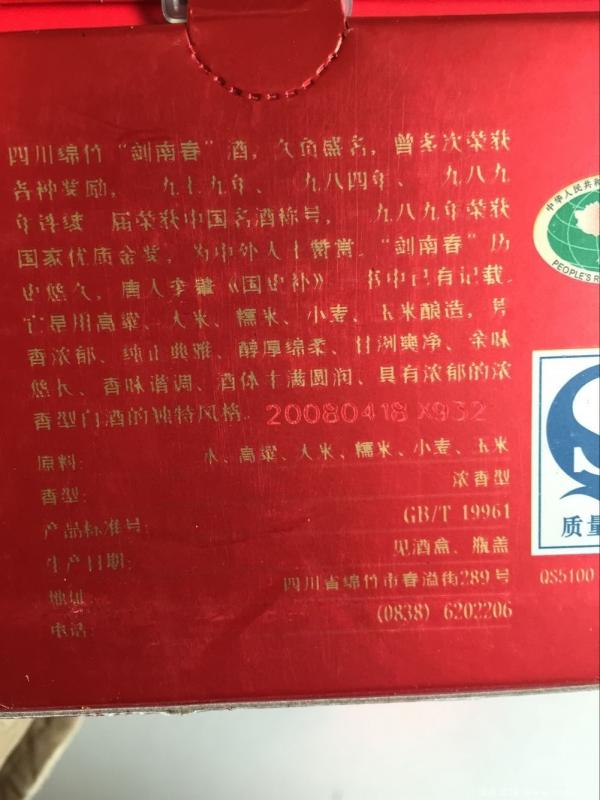 四川绵竹“剑南春”酒，久负盛名，曾多次荣获
各种奖励，一九七九年、一九八四年、一九八九
年连续三届荣获中国名酒称号，一九八九年荣获
国家优质金奖，为中外人士赞赏。“剑南春”历
史悠久，唐人李肇《国史补》一书中已有记载。
它是用高粱、大米、糯米、小麦、玉米酿造，芳
香浓郁、纯正典雅、醇厚绵柔、甘洌爽净、余味
悠长、香味谐调、酒体丰满圆润、具有浓郁的浓
香型白酒的独特风格。20080418 X932
原料: 水、高粱、大米、糯米、小麦、玉米
香型: 浓香型
产品标准号: GB/T 19961
生产日期: 见酒盒、瓶盖
地址: 四川省绵竹市春溢街289号
电话: (0838) 6202206
中华人民共和
PEOPLE'S R
质量
QS5100